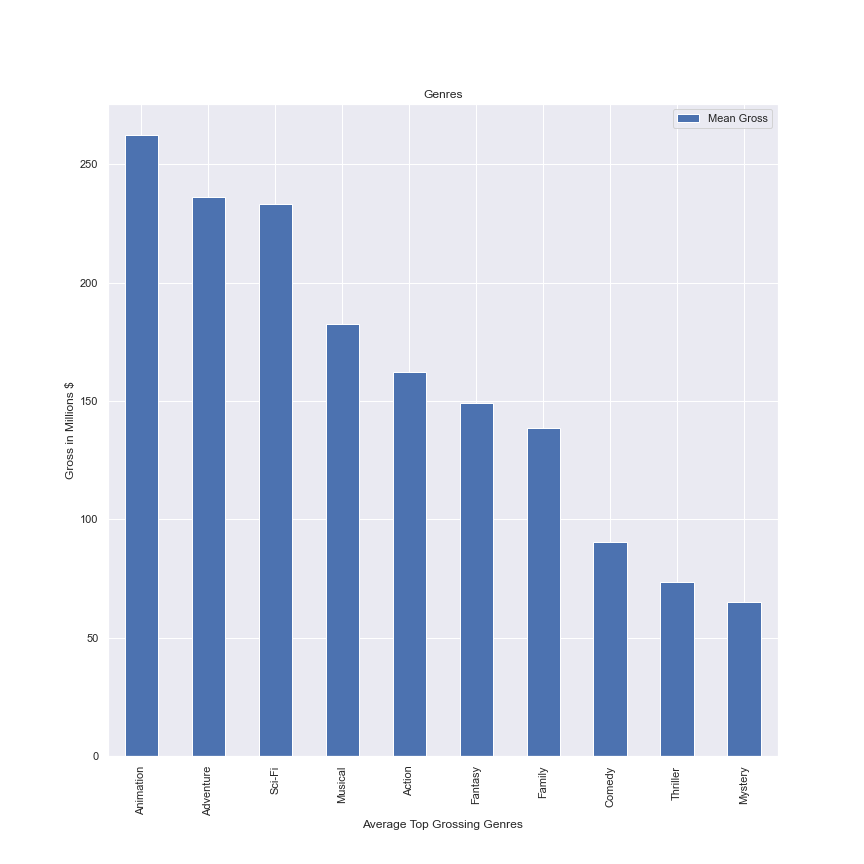 Genres
Mean Gross
Gross in Millions $
250
200
150
100
50
0
Animation
Adventure
Sci-Fi
Musical
Action
Fantasy
Family
Comedy
Thriller
Mystery
Average Top Grossing Genres